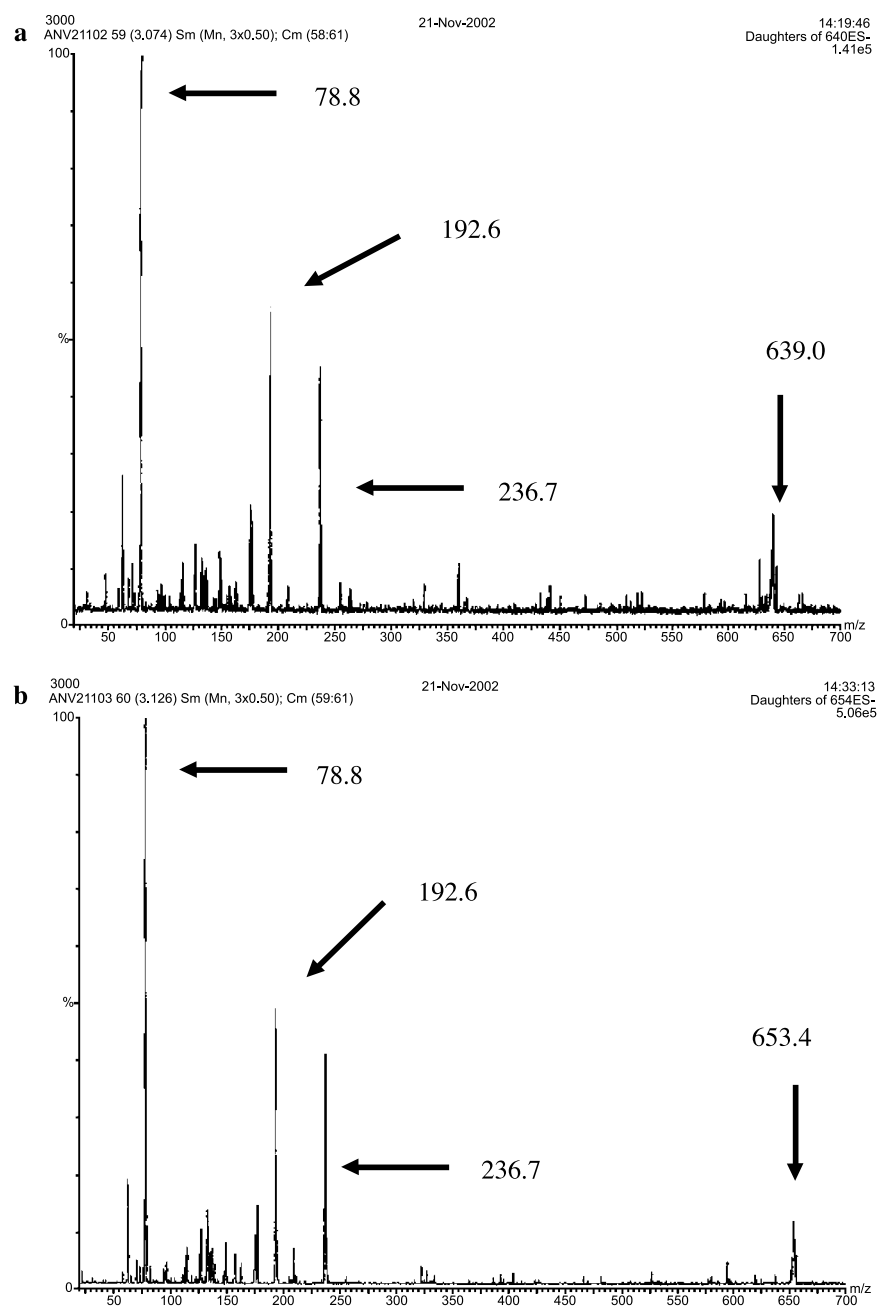 a
3000
21-Nov-2002
14:19:46
ANV21102 59 (3.074) Sm (Mn, 3x0.50); Cm (58:61)
Daughters of 640ES-
1.41e5
100
78.8
192.6
639.0
%
236.7
0
50 100 150 200 250 300 350 400 450 500 550 600 650 700
m/z
b
3000
21-Nov-2002
14:33:13
ANV21103 60 (3.126) Sm (Mn, 3x0.50); Cm (59:61)
Daughters of 654ES-
5.06e5
100
78.8
192.6
%
653.4
236.7
0
50 100 150 200 250 300 350 400 450 500 550 600 650 700
m/z